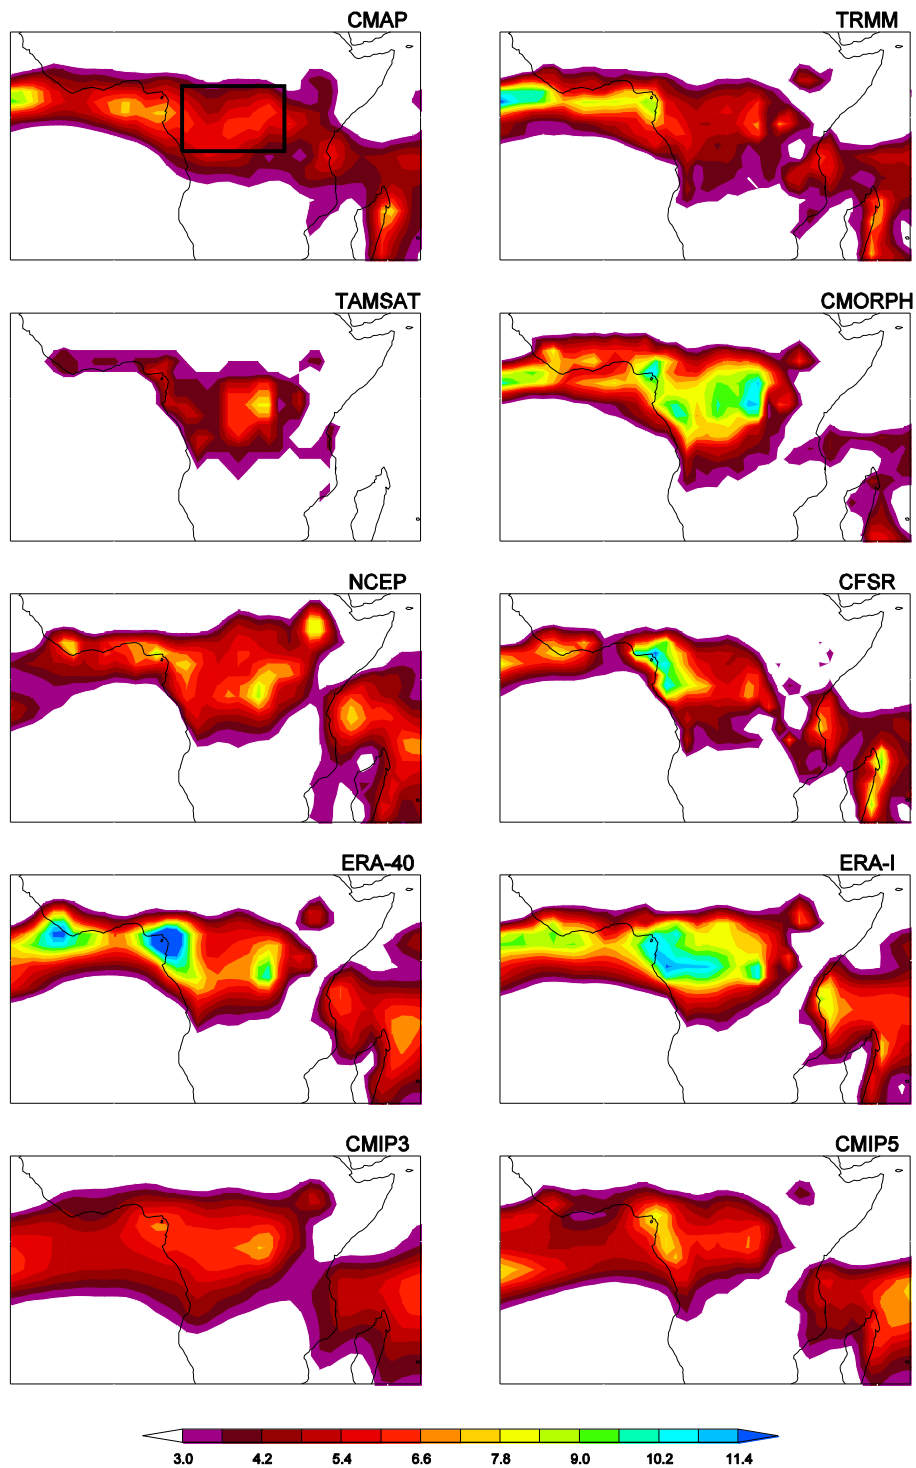 CMAP
TRMM
TAMSAT
CMORPH
NCEP
CFSR
ERA-40
ERA-I
CMIP3
CMIP5
3.0 4.2 5.4 6.6 7.8 9.0 10.2 11.4